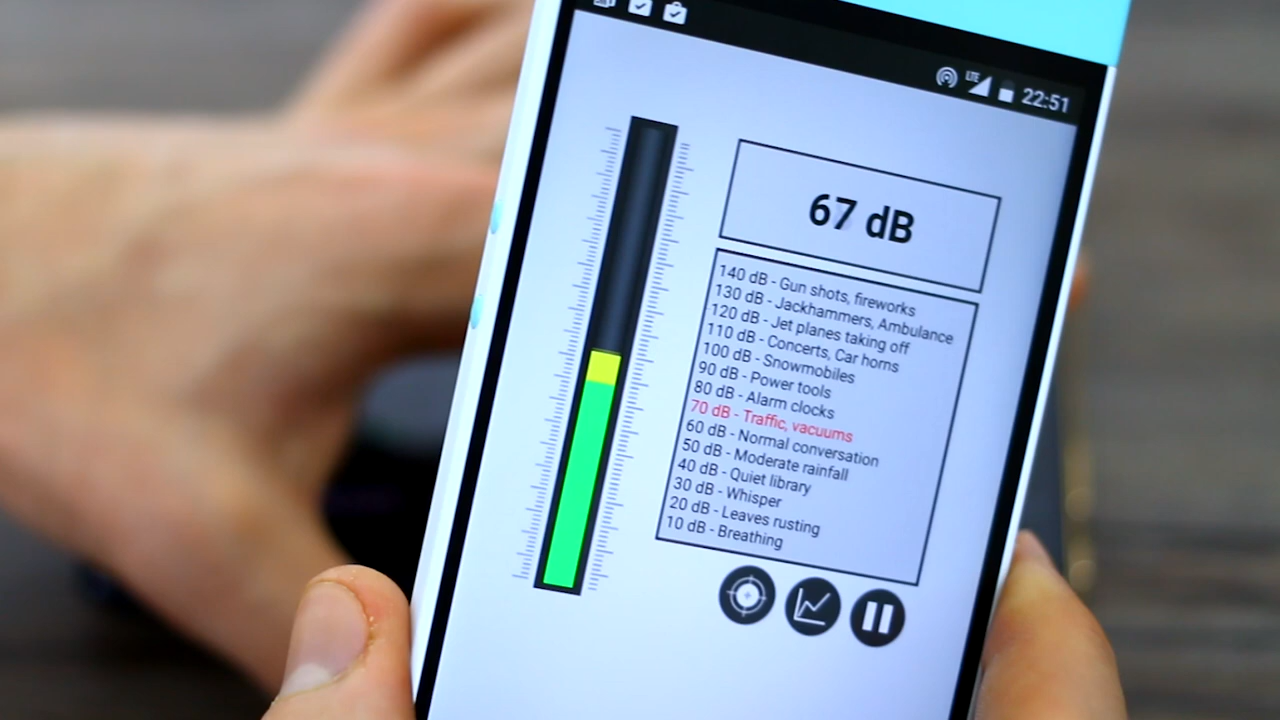 LTE 22:51
67 dB
140 dB - Gun shots, fireworks
130 dB - Jackhammers, Ambulance
120 dB - Jet planes taking off
110 dB - Concerts, Car horns
100 dB - Snowmobiles
90 dB - Power tools
80 dB - Alarm clocks
70 dB - Traffic, vacuums
60 dB - Normal conversation
50 dB - Moderate rainfall
40 dB - Quiet library
30 dB - Whisper
20 dB - Leaves rusting
10 dB - Breathing